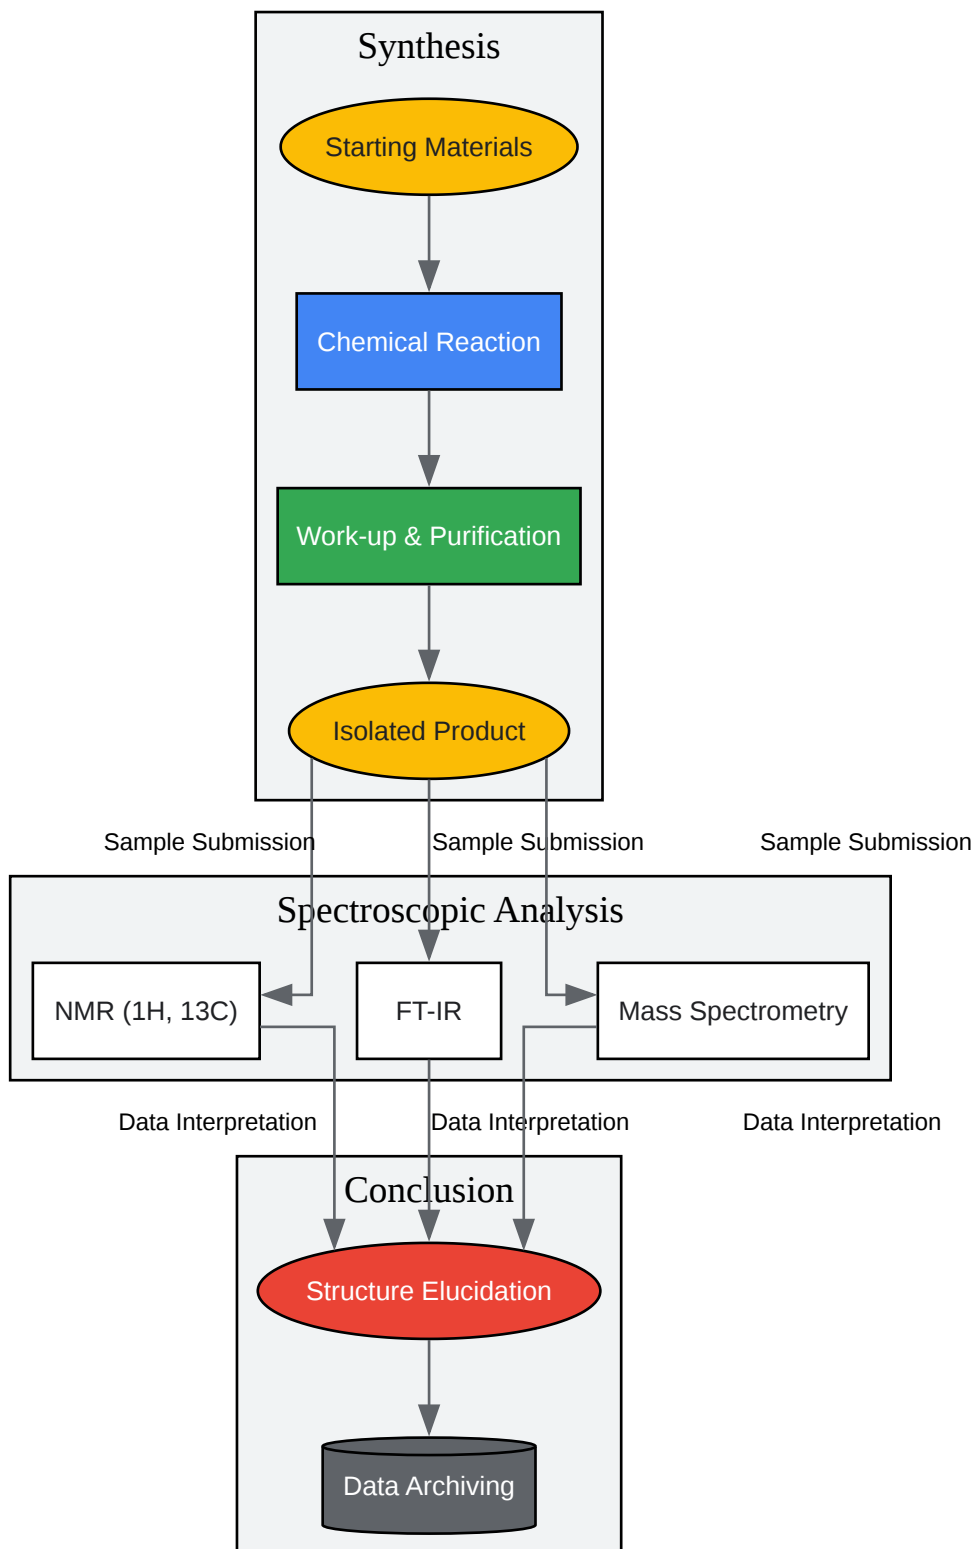 Synthesis
Starting Materials
Chemical Reaction
Work-up & Purification
Isolated Product
Sample Submission
Sample Submission
Sample Submission
Spectroscopic Analysis
NMR (1H, 13C)
FT-IR
Mass Spectrometry
Data Interpretation
Data Interpretation
Data Interpretation
Conclusion
Structure Elucidation
Data Archiving